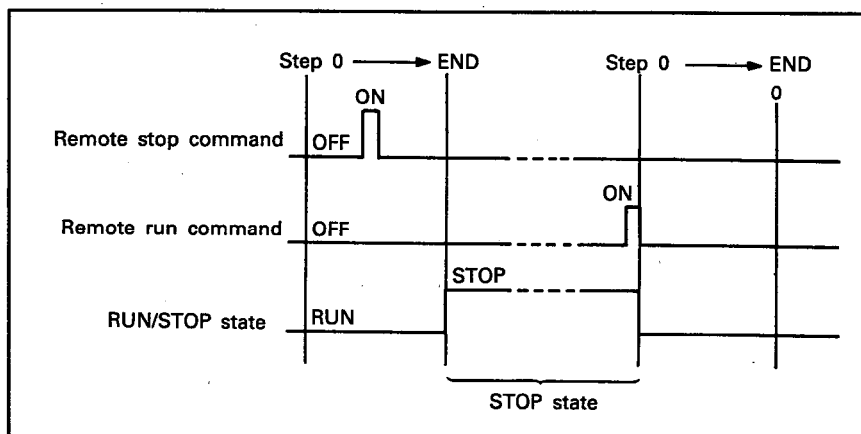 Step 0 → END
Step 0 → END
0
ON
Remote stop command
OFF
ON
Remote run command
OFF
STOP
RUN/STOP state
RUN
STOP state